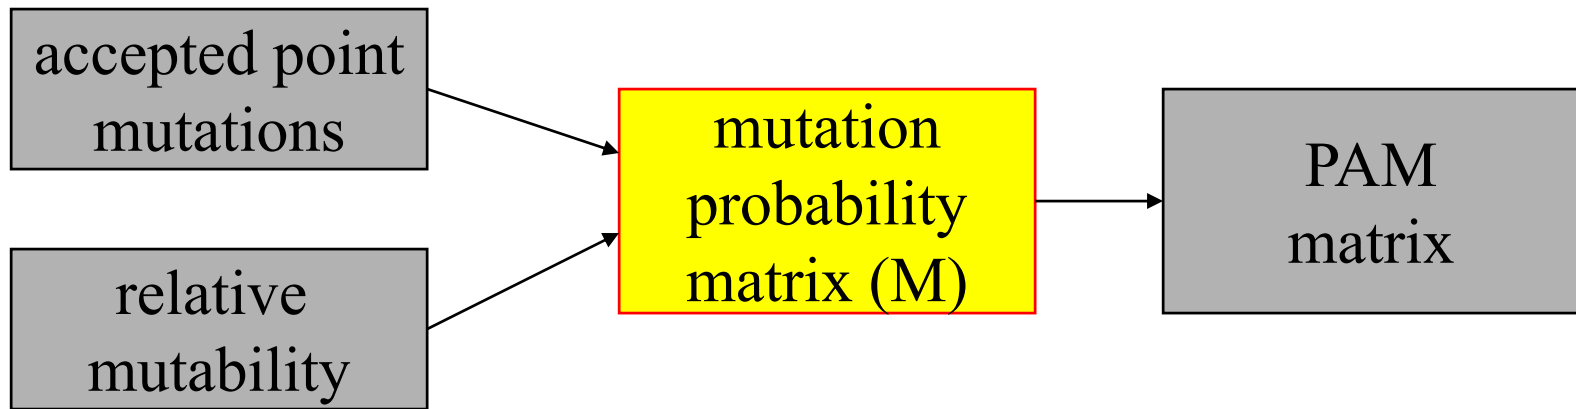 accepted point
mutations
relative
mutability
mutation
probability
matrix (M)
PAM
matrix